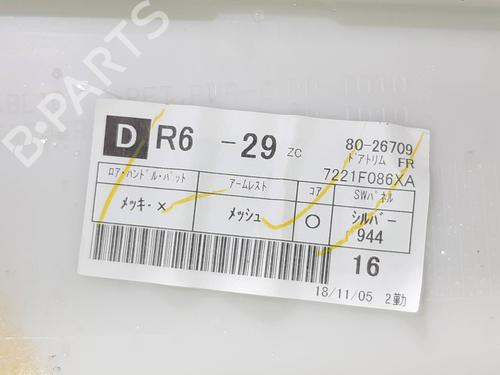 B-PARTS
D R6 -29 ZC 80-26709
ドアトリム FR
7221F086XA
ロア・ハンドル・バット アームレスト コア SWパネル
メッキ・× メッシュ ○ シルバー
944
16
18/11/05 2勤